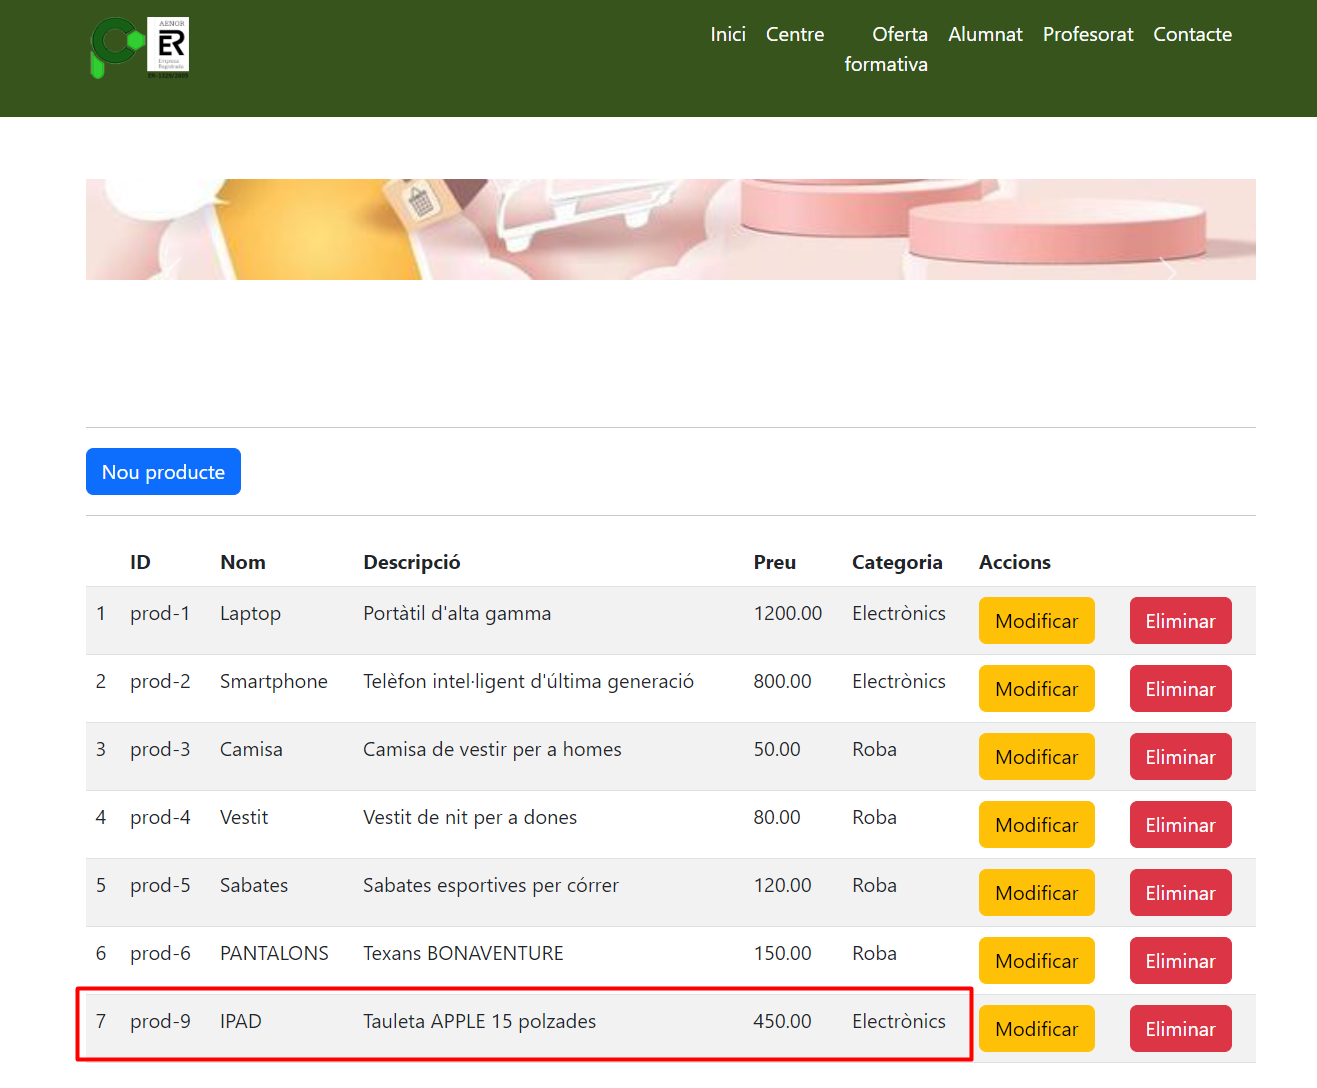 AENOR
ER
Empresa
Registrada
Inici Centre Oferta formativa Alumnat Profesorat Contacte
Nou producte
ID Nom Descripció Preu Categoria Accions
1 prod-1 Laptop Portàtil d'alta gamma 1200.00 Electrònics Modificar Eliminar
2 prod-2 Smartphone Telèfon intel·ligent d'última generació 800.00 Electrònics Modificar Eliminar
3 prod-3 Camisa Camisa de vestir per a homes 50.00 Roba Modificar Eliminar
4 prod-4 Vestit Vestit de nit per a dones 80.00 Roba Modificar Eliminar
5 prod-5 Sabates Sabates esportives per córrer 120.00 Roba Modificar Eliminar
6 prod-6 PANTALONS Texans BONAVENTURE 150.00 Roba Modificar Eliminar
7 prod-9 IPAD Tauleta APPLE 15 polzades 450.00 Electrònics Modificar Eliminar